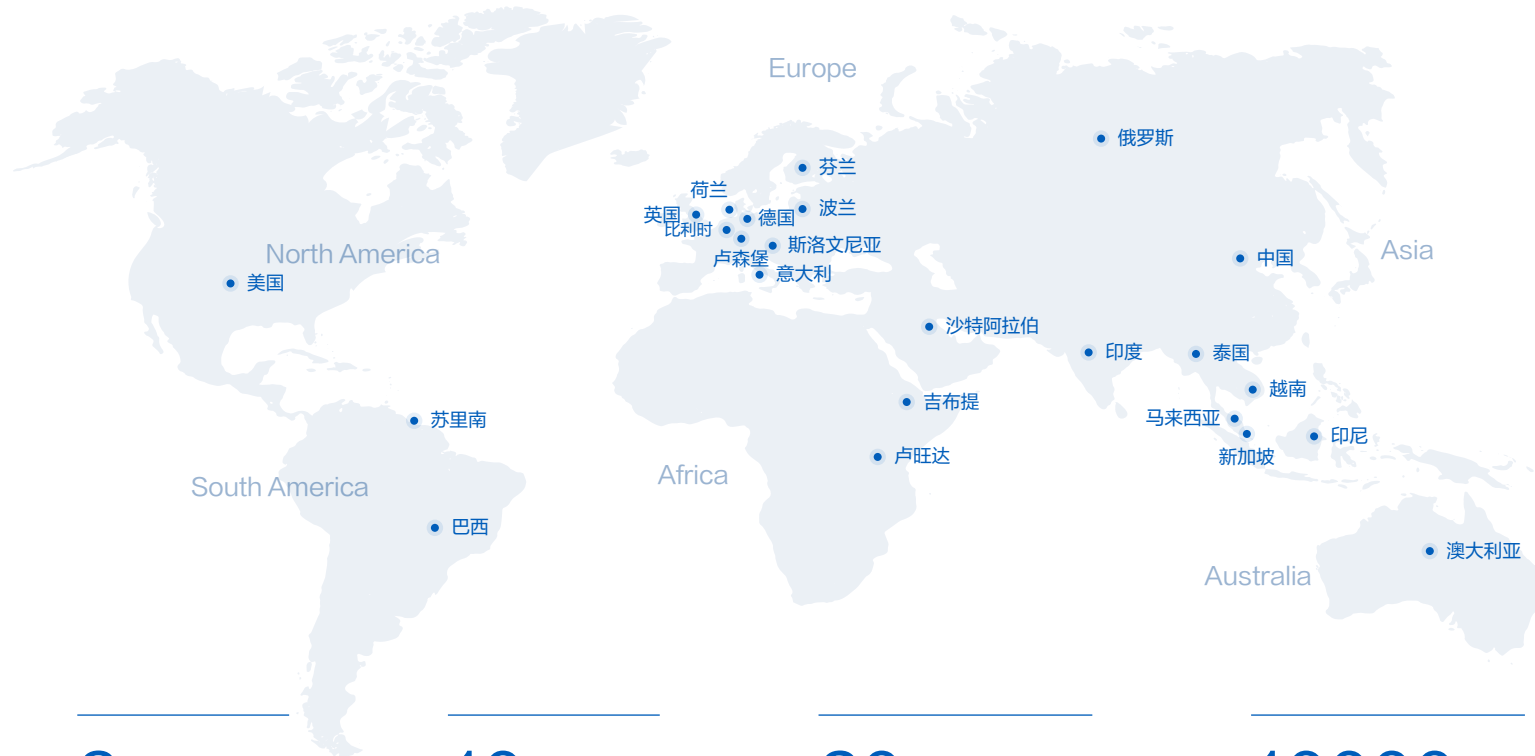 Europe
俄罗斯
芬兰
荷兰
波兰
英国
德国
比利时
斯洛文尼亚
North America
Asia
中国
卢森堡
意大利
美国
沙特阿拉伯
印度
泰国
越南
吉布提
苏里南
马来西亚
印尼
卢旺达
新加坡
Africa
South America
巴西
澳大利亚
Australia